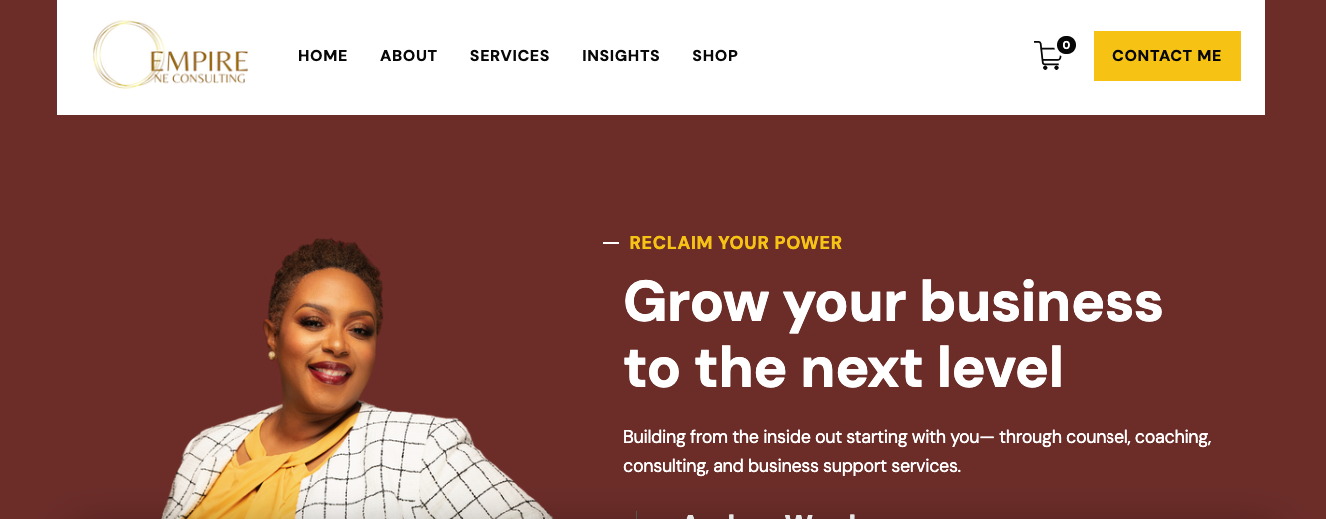 EMPIRE
NE CONSULTING
HOME ABOUT SERVICES INSIGHTS SHOP
0
CONTACT ME
— RECLAIM YOUR POWER
Grow your business
to the next level
Building from the inside out starting with you— through counsel, coaching,
consulting, and business support services.